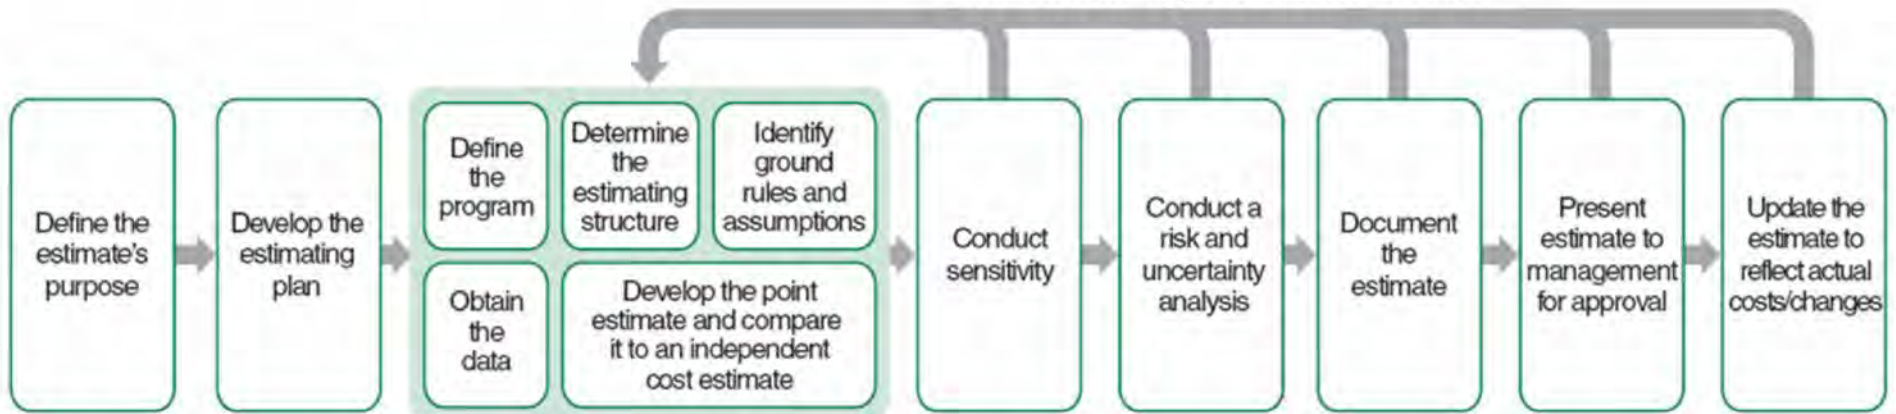 Define the
estimate's
purpose
Develop the
estimating
plan
Define
the
program
Determine
the
estimating
structure
Identify
ground
rules and
assumptions
Obtain
the
data
Develop the point
estimate and compare
it to an independent
cost estimate
Conduct
sensitivity
Conduct a
risk and
uncertainty
analysis
Document
the
estimate
Present
estimate to
management
for approval
Update the
estimate to
reflect actual
costs/changes